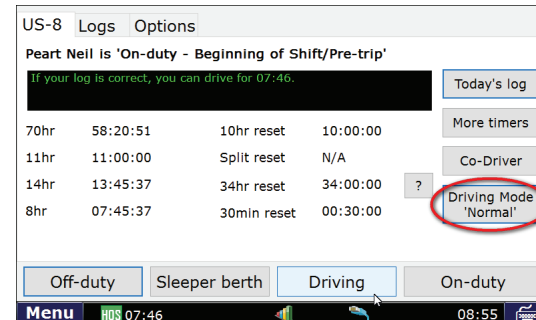 US-8 Logs Options
Peart Neil is 'On-duty - Beginning of Shift/Pre-trip'
If your log is correct, you can drive for 07:46.
Today's log
70hr 58:20:51 10hr reset 10:00:00
More timers
11hr 11:00:00 Split reset N/A
Co-Driver
14hr 13:45:37 34hr reset 34:00:00 ?
Driving Mode
'Normal'
8hr 07:45:37 30min reset 00:30:00
Off-duty Sleeper berth Driving On-duty
Menu HOS 07:46 08:55